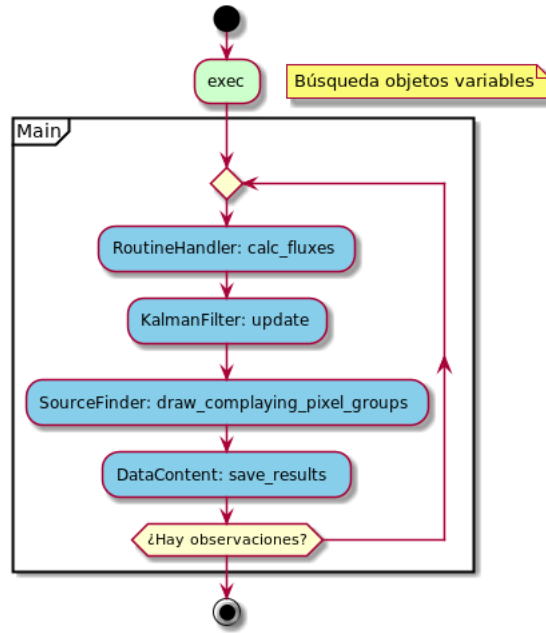 exec
Búsqueda objetos variables
Main
RoutineHandler: calc_fluxes
KalmanFilter: update
SourceFinder: draw_complaying_pixel_groups
DataContent: save_results
¿Hay observaciones?